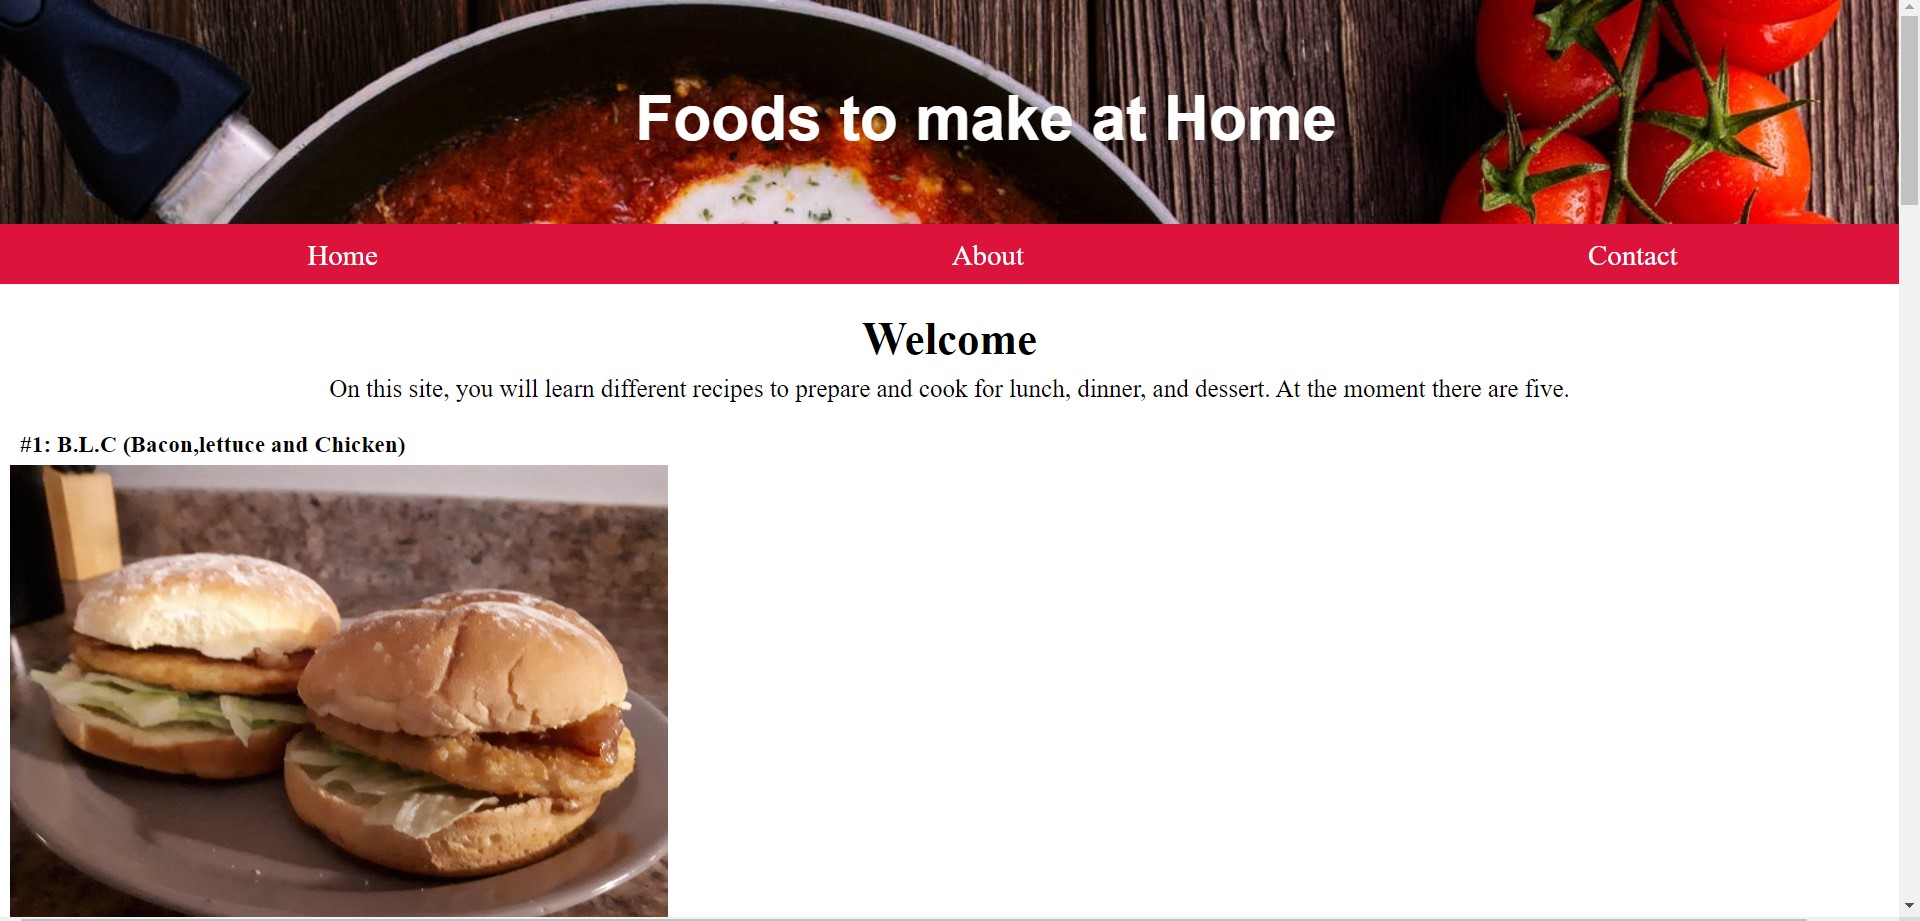 Foods to make at Home
Home About Contact
Welcome
On this site, you will learn different recipes to prepare and cook for lunch, dinner, and dessert. At the moment there are five.
#1: B.L.C (Bacon,lettuce and Chicken)